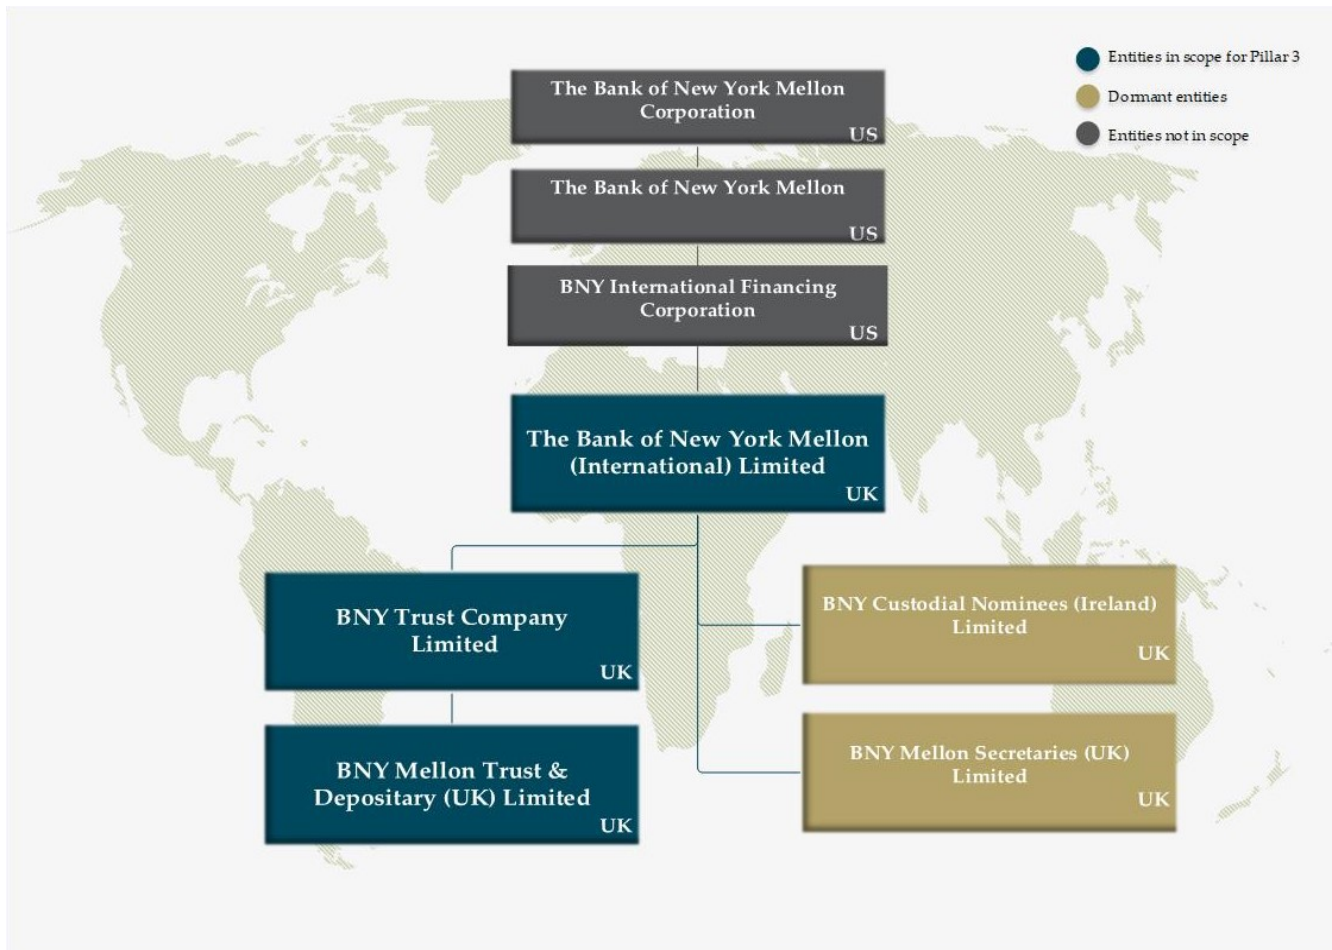 Entities in scope for Pillar 3
Dormant entities
Entities not in scope
The Bank of New York Mellon
Corporation
US
The Bank of New York Mellon
US
BNY International Financing
Corporation
US
The Bank of New York Mellon
(International) Limited
UK
BNY Trust Company
Limited
UK
BNY Custodial Nominees (Ireland)
Limited
UK
BNY Mellon Trust &
Depositary (UK) Limited
UK
BNY Mellon Secretaries (UK)
Limited
UK